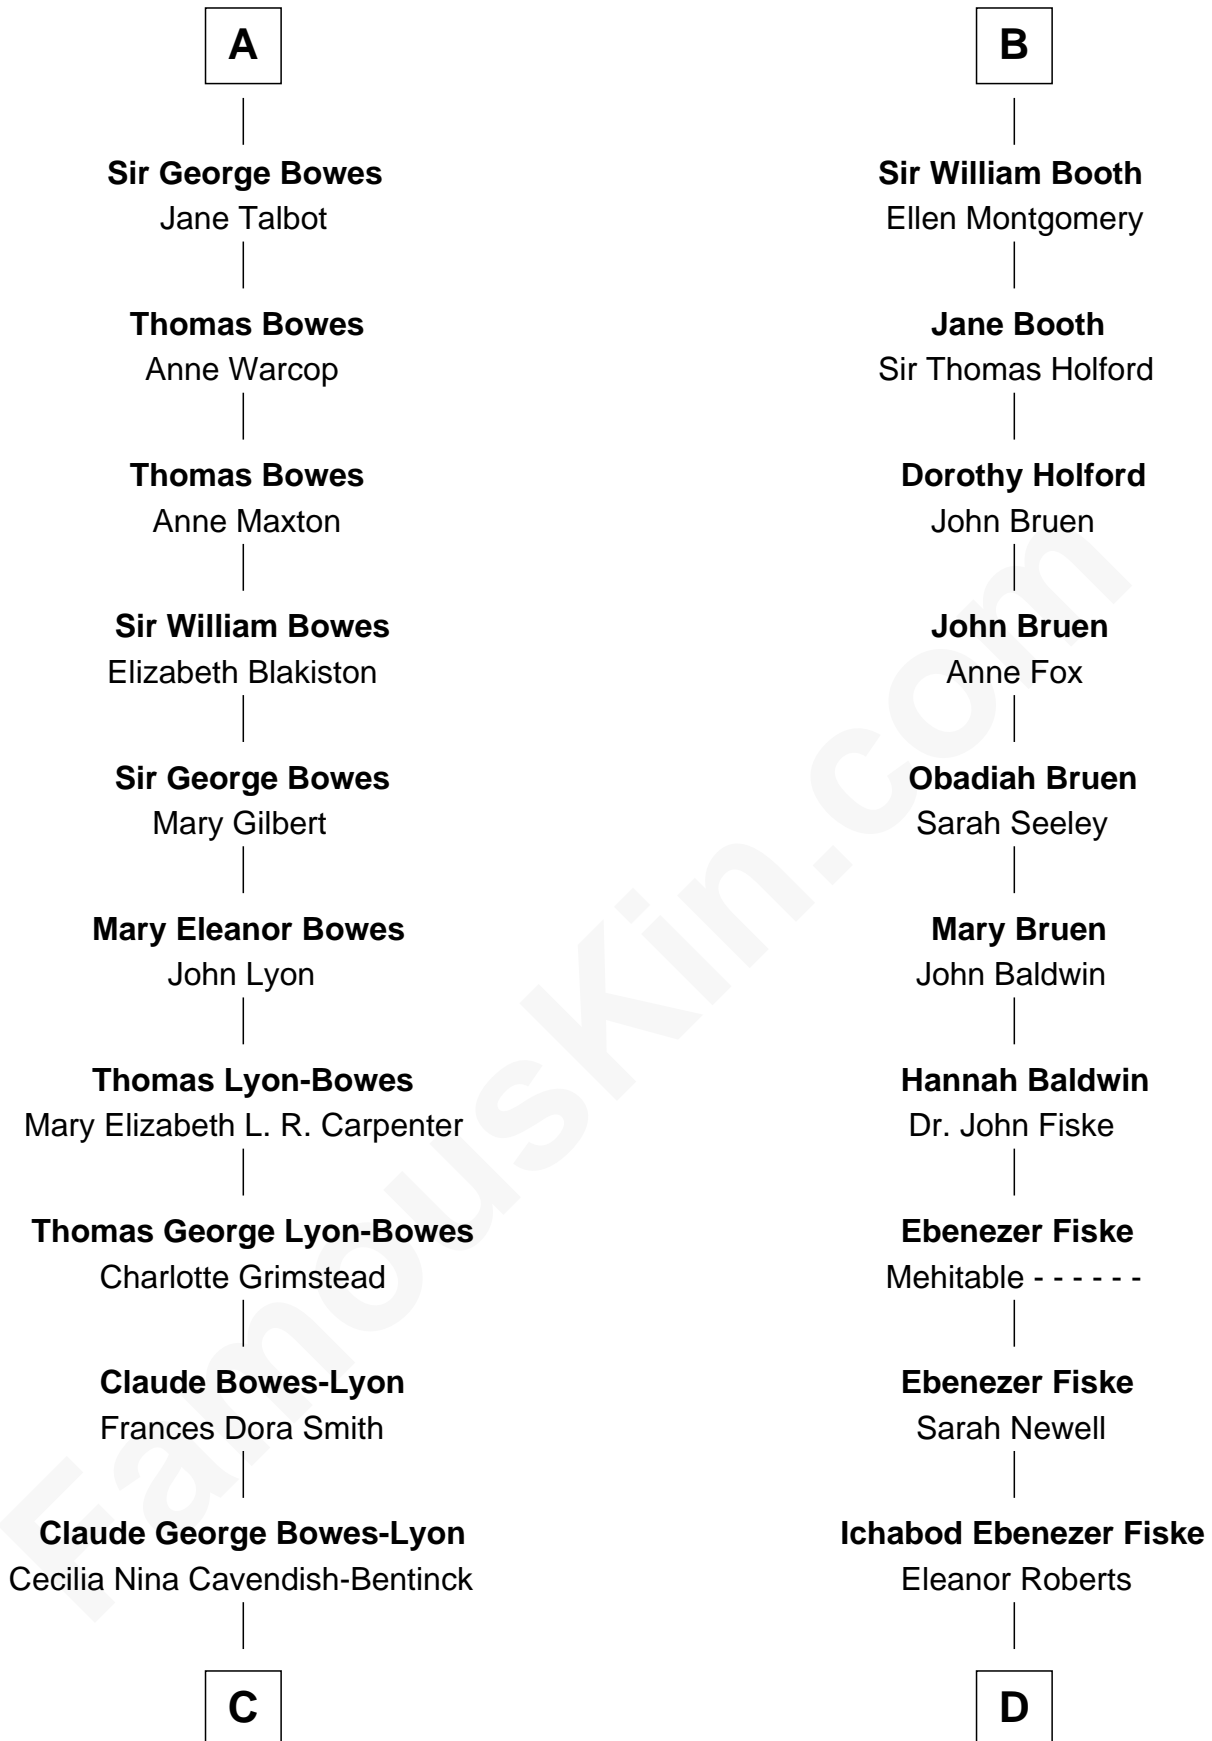 A
Sir George Bowes
Jane Talbot
Thomas Bowes
Anne Warcop
Thomas Bowes
Anne Maxton
Sir William Bowes
Elizabeth Blakiston
Sir George Bowes
Mary Gilbert
Mary Eleanor Bowes
John Lyon
Thomas Lyon-Bowes
Mary Elizabeth L. R. Carpenter
Thomas George Lyon-Bowes
Charlotte Grimstead
Claude Bowes-Lyon
Frances Dora Smith
Claude George Bowes-Lyon
Cecilia Nina Cavendish-Bentinck
C
B
Sir William Booth
Ellen Montgomery
Jane Booth
Sir Thomas Holford
Dorothy Holford
John Bruen
John Bruen
Anne Fox
Obadiah Bruen
Sarah Seeley
Mary Bruen
John Baldwin
Hannah Baldwin
Dr. John Fiske
Ebenezer Fiske
Mehitable - - - - - -
Ebenezer Fiske
Sarah Newell
Ichabod Ebenezer Fiske
Eleanor Roberts
D
FamousKin.com